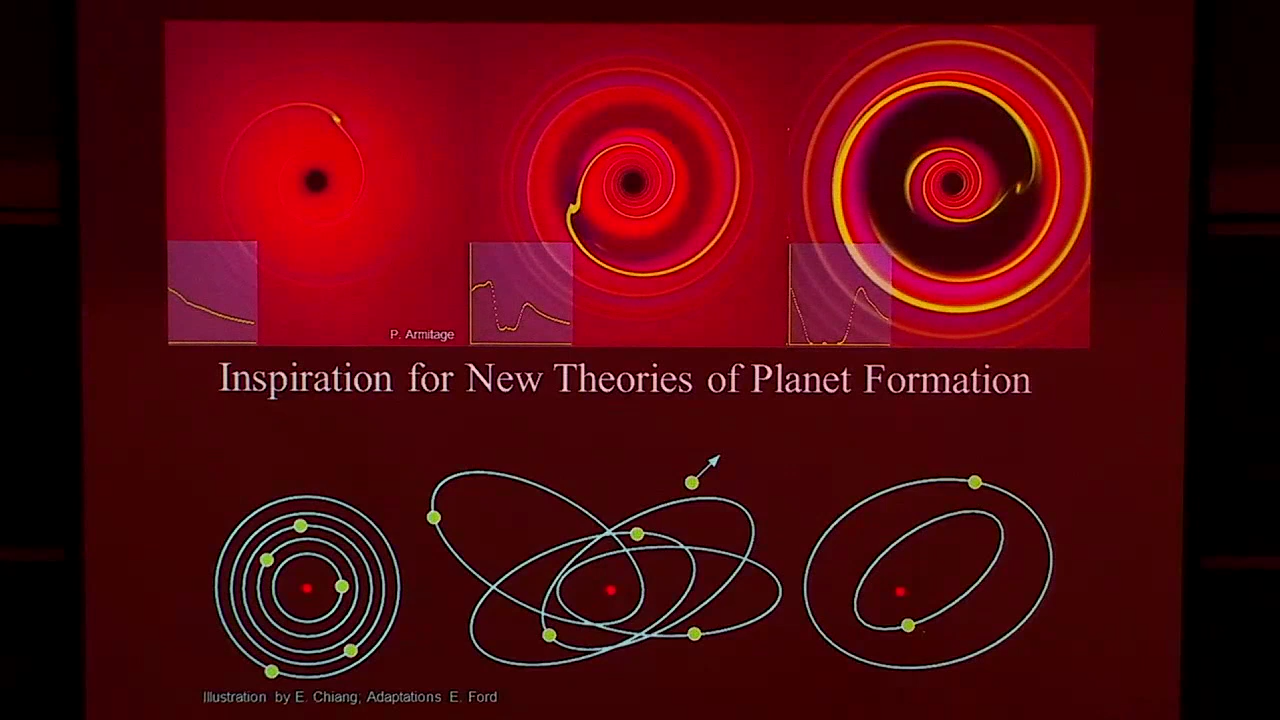 P. Armitage
Inspiration for New Theories of Planet Formation
Illustration by E. Chiang; Adaptations E. Ford